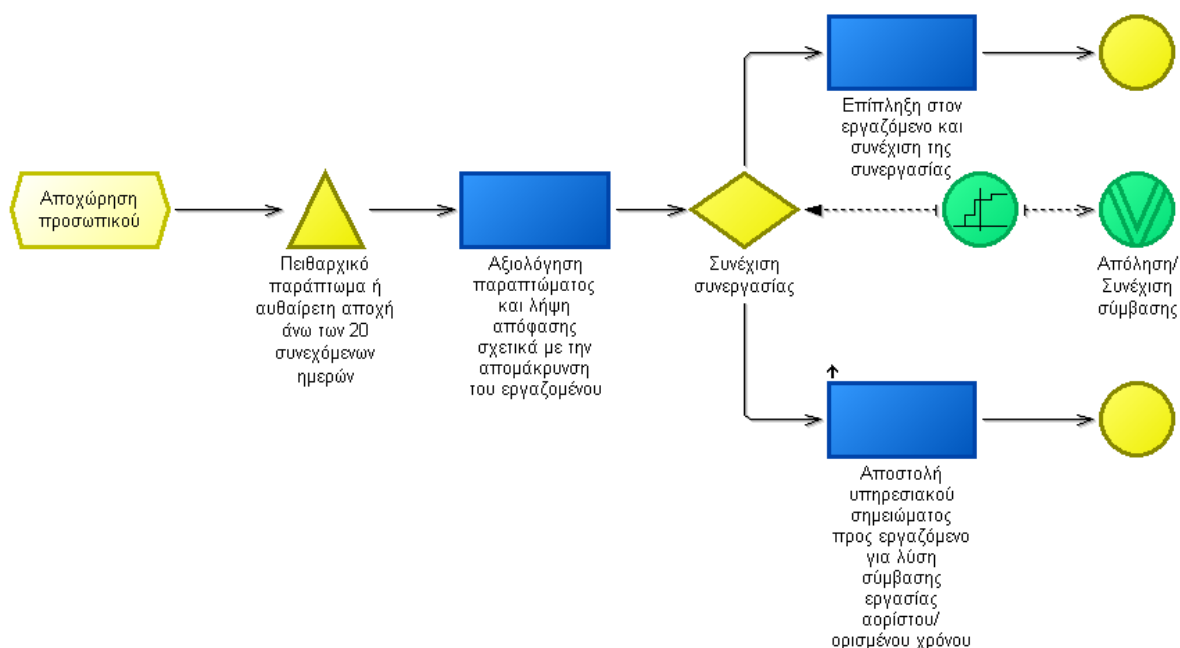 Επίπληξη στον
εργαζόμενο και
συνέχιση της
συνεργασίας
Αποχώρηση
προσωπικού
Πειθαρχικό
παράπτωμα ή
αυθαίρετη αποχή
άνω των 20
συνεχόμενων
ημερών
Αξιολόγηση
παραπτώματος
και λήψη
απόφασης
σχετικά με την
απομάκρυνση
του εργαζομένου
Συνέχιση
συνεργασίας
Απόληση/
Συνέχιση
σύμβασης
Αποστολή
υπηρεσιακού
σημειώματος
προς εργαζόμενο
για λύση
σύμβασης
εργασίας
αορίστου/
ορισμένου χρόνου